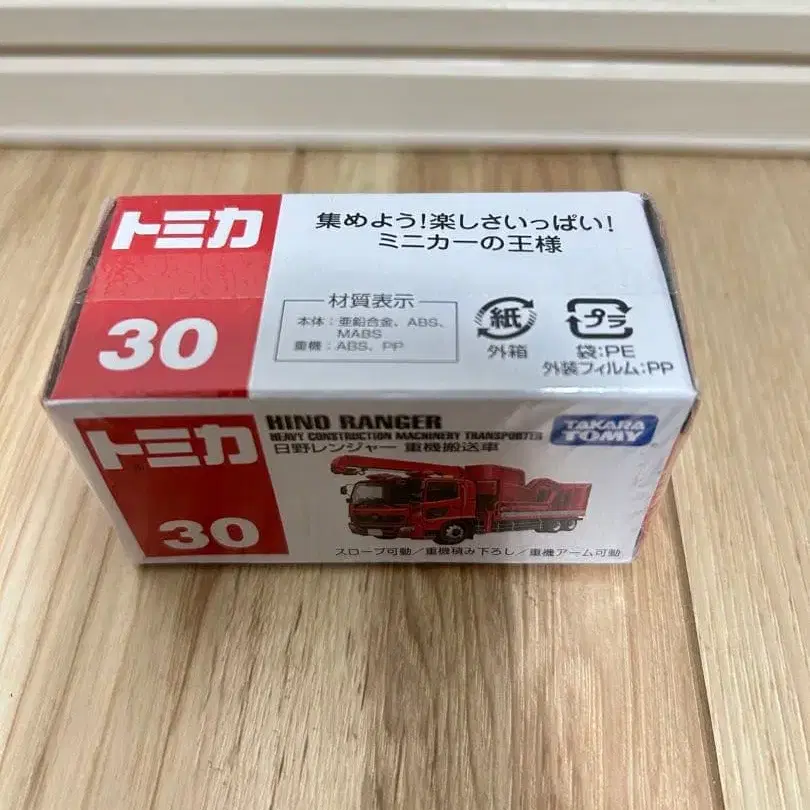 トミカ
集めよう!楽しさいっぱい!
ミニカーの王様
30
材質表示
本体:亜鉛合金、ABS、
MABS
重機:ABS、PP
紙
外箱
プラ
袋:PE
外装フィルム:PP
トミカ
30
HINO RANGER
HEAVY CONSTRUCTION MACHINERY TRANSPORTER
日野レンジャー 重機搬送車
TAKARA
TOMY
スロープ可動/重機積み下ろし/重機アーム可動